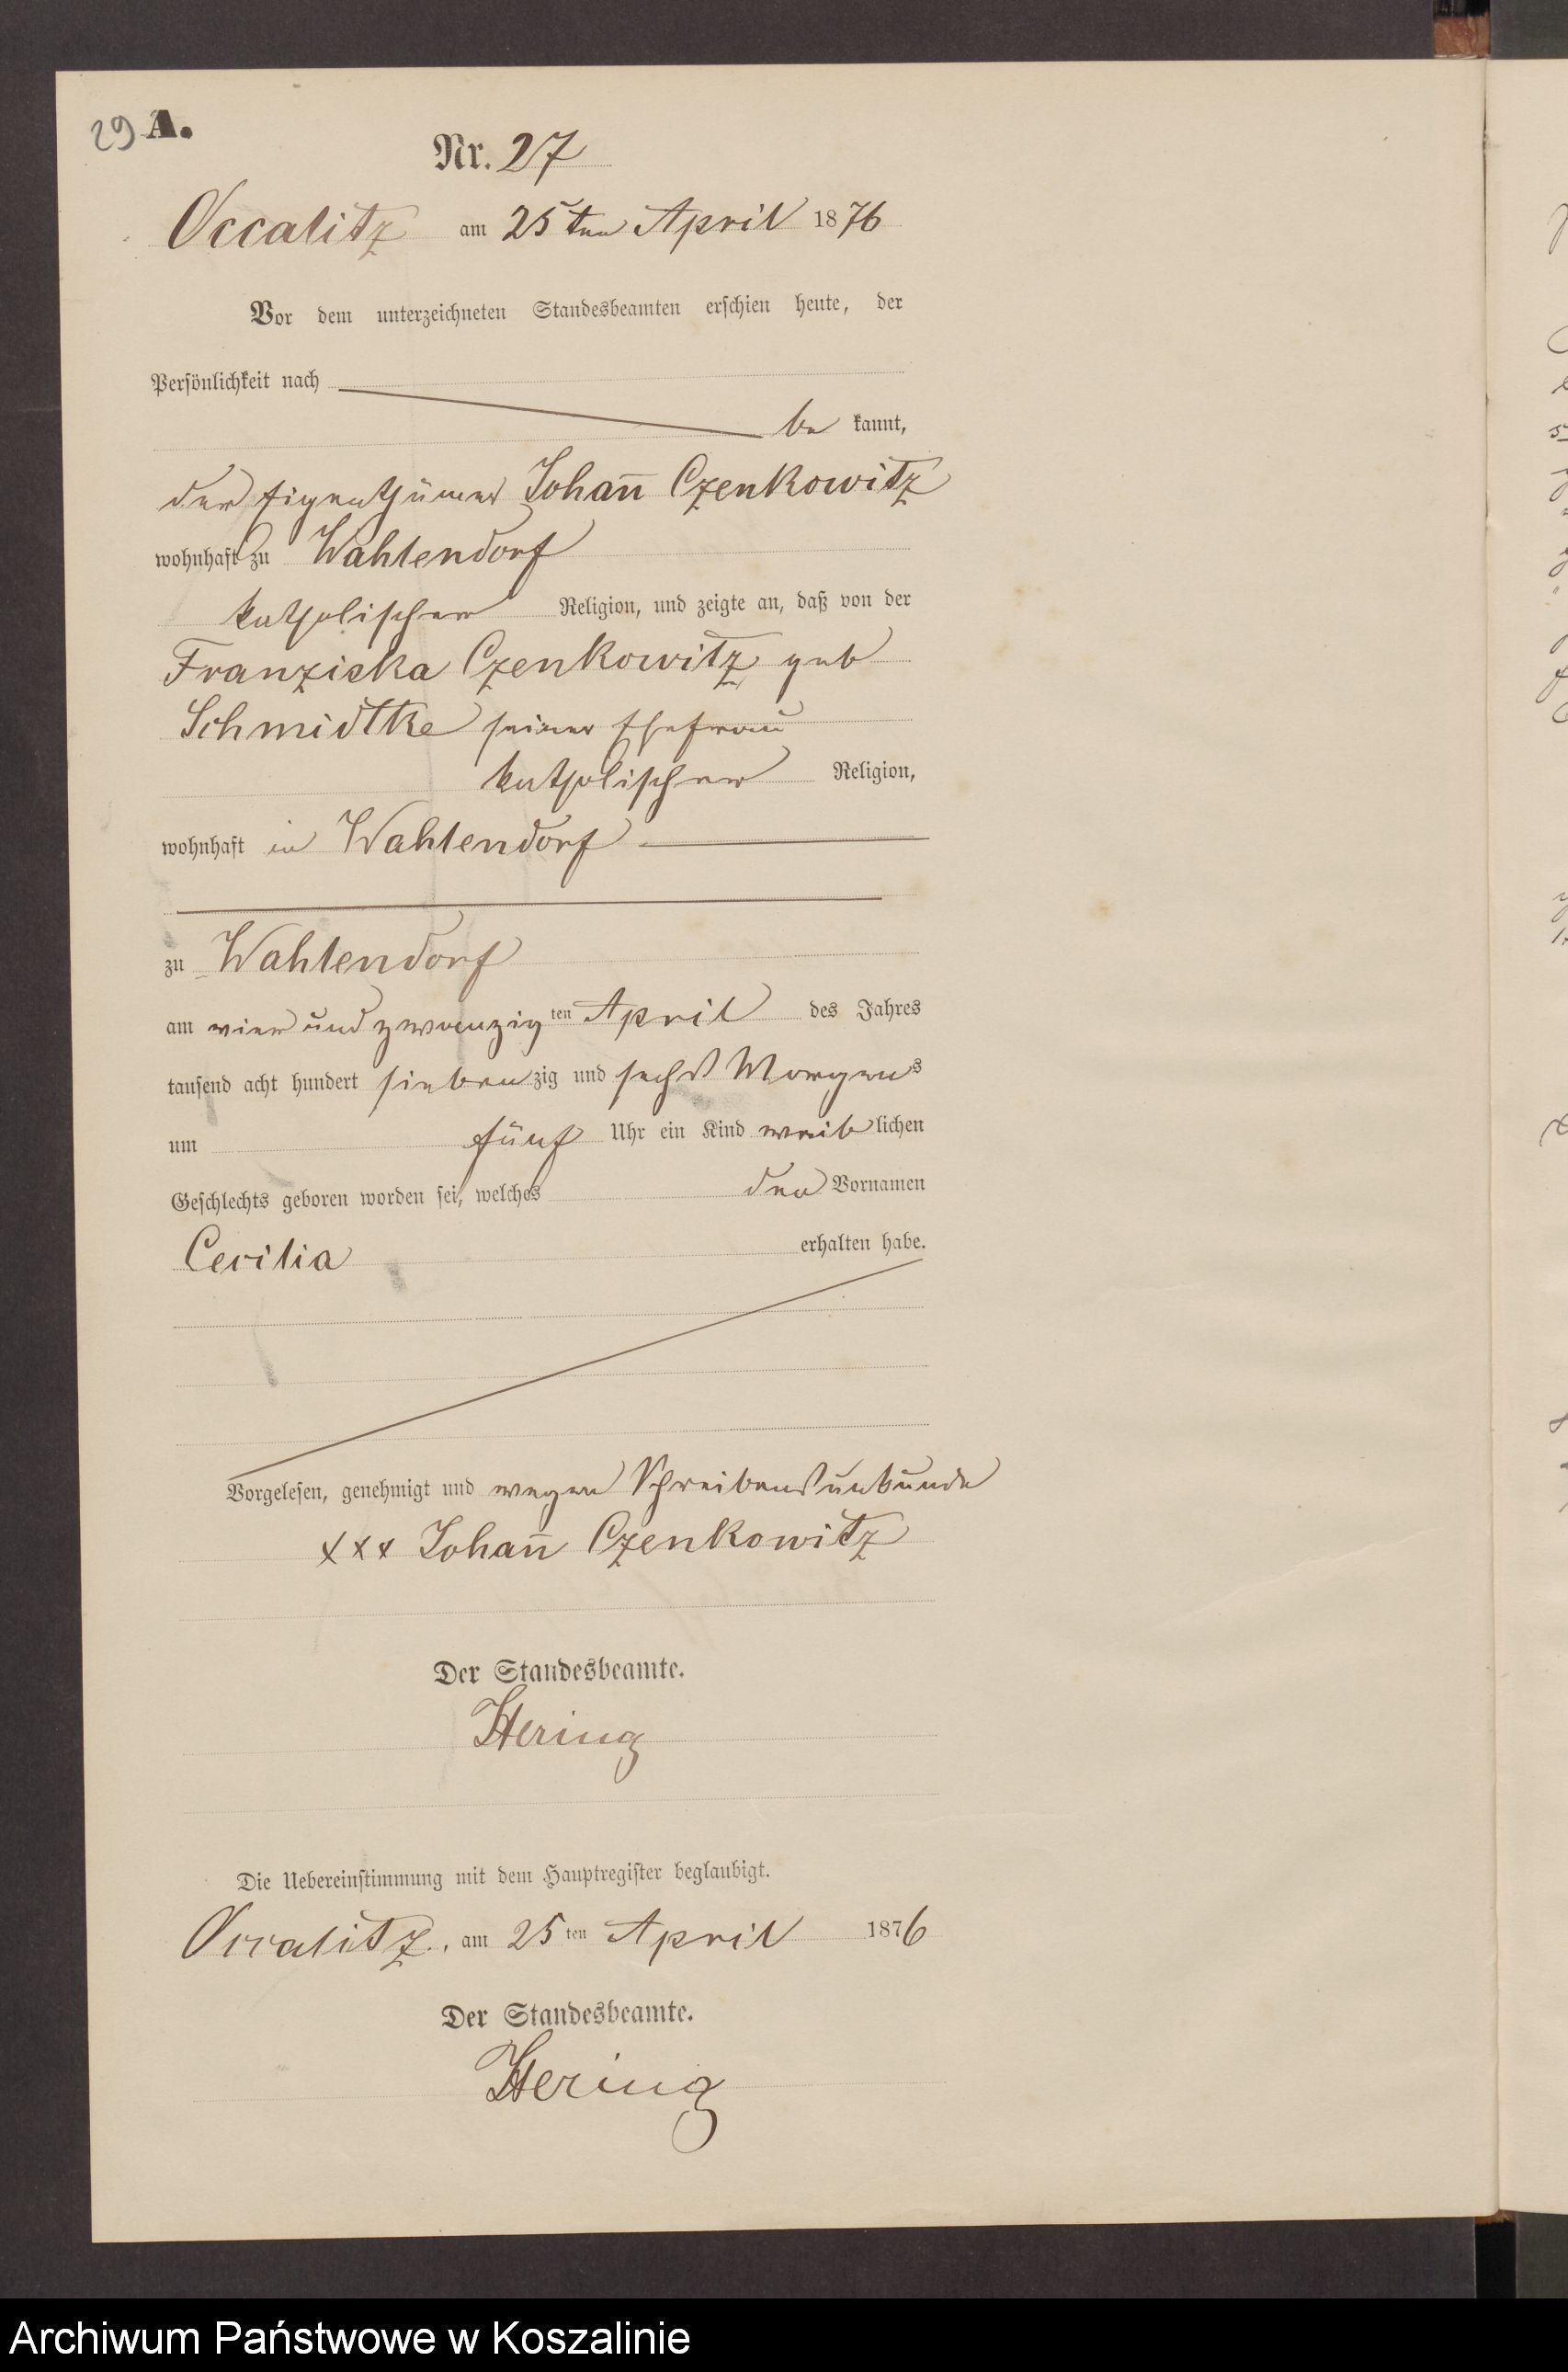 29 A.
Nr. 27
Occalitz am 25ten April 1876
Vor dem unterzeichneten Standesbeamten erschien heute, der
Persönlichkeit nach
be kannt,
der Eigenthümer Johan̄ Czenkowitz
wohnhaft zu Wahlendorf
katholischer Religion, und zeigte an, daß von der
Franziska Czenkowitz geb
Schmidtke seiner Ehefrau
katholischer Religion,
wohnhaft in Wahlendorf
zu Wahlendorf
am vier und zwanzig ten April des Jahres
tausend acht hundert sieben zig und sechs Morgens
um fünf Uhr ein Kind weib lichen
Geschlechts geboren worden sei, welches den Vornamen
Cecilia erhalten habe.
Vorgelesen, genehmigt und wegen Schreibensunkunde
xxx Johan̄ Czenkowitz
Der Standesbeamte.
Hering
Die Uebereinstimmung mit dem Hauptregister beglaubigt.
Occalitz, am 25 ten April 1876
Der Standesbeamte.
Hering
Archiwum Państwowe w Koszalinie